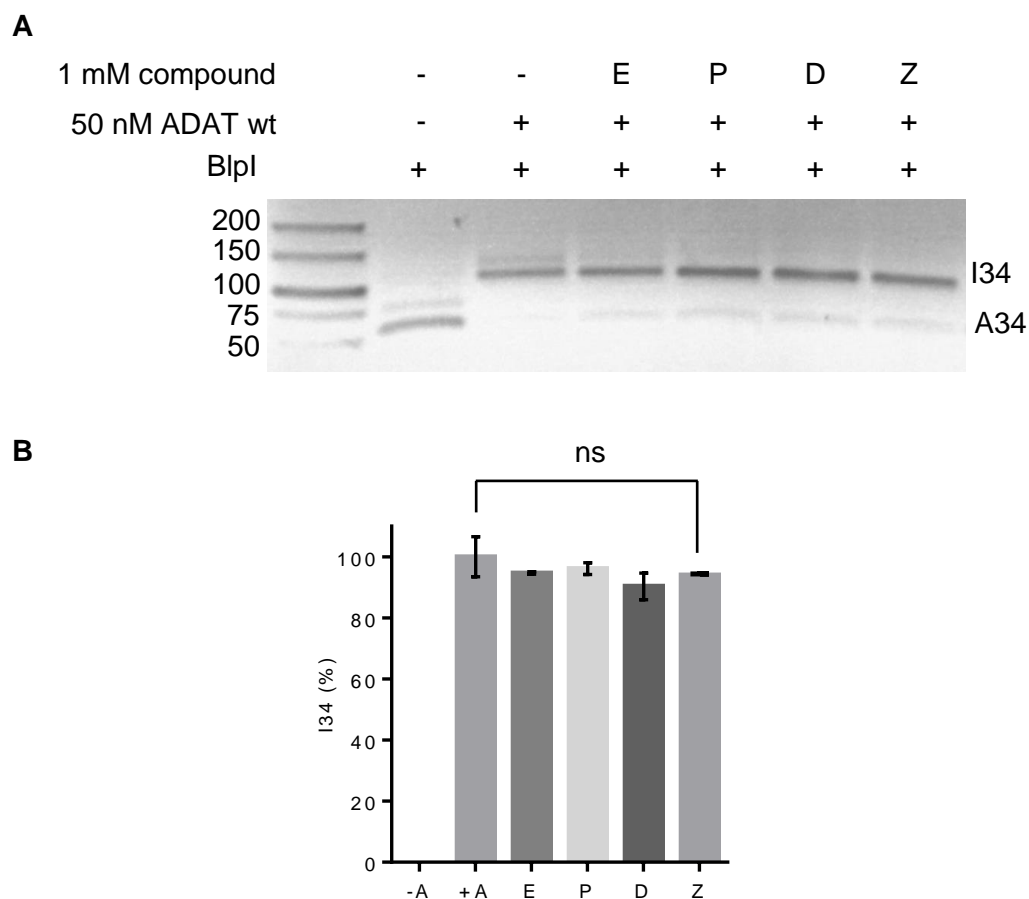 A
1 mM compound - - E P D Z
50 nM ADAT wt - + + + + +
BlpI + + + + + +
200
150
100
75
50
I34
A34
B
ns
I34 (%)
100
80
60
40
20
0
-A +A E P D Z